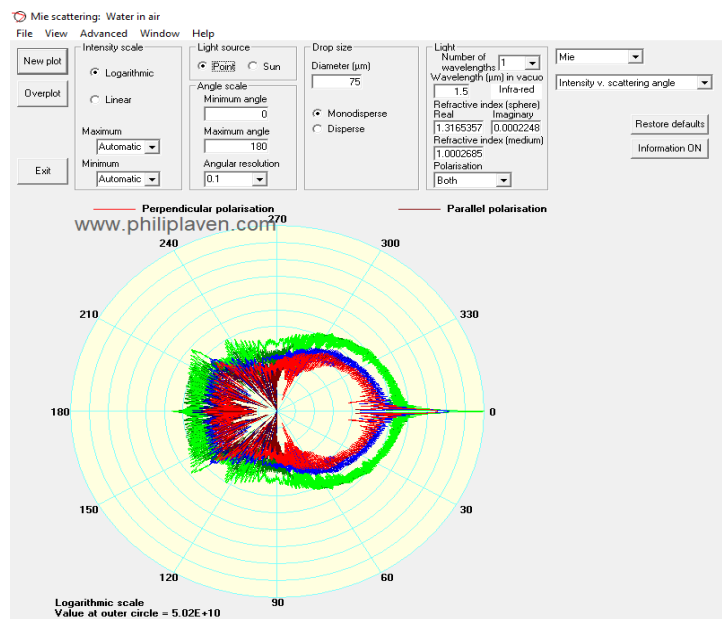 Mie scattering: Water in air
File View Advanced Window Help
New plot
Overplot
Exit
Intensity scale
Logarithmic
Linear
Maximum
Automatic
Minimum
Automatic
Light source
Point Sun
Angle scale
Minimum angle
0
Maximum angle
180
Angular resolution
0.1
Drop size
Diameter (µm)
75
Monodisperse
Disperse
Light
Number of
wavelengths 1
Wavelength (µm) in vacuo
1.5 Infra-red
Refractive index (sphere)
Real Imaginary
1.3165357 0.0002248
Refractive index (medium)
1.0002685
Polarisation
Both
Mie
Intensity v. scattering angle
Restore defaults
Information ON
Perpendicular polarisation Parallel polarisation
www.philiplaven.com
270
240 300
210 330
180 0
150 30
120 60
90
Logarithmic scale
Value at outer circle = 5.02E+10